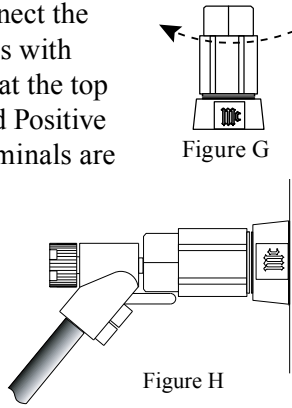 nect the
s with
at the top
d Positive
minals are
Figure G
Figure H